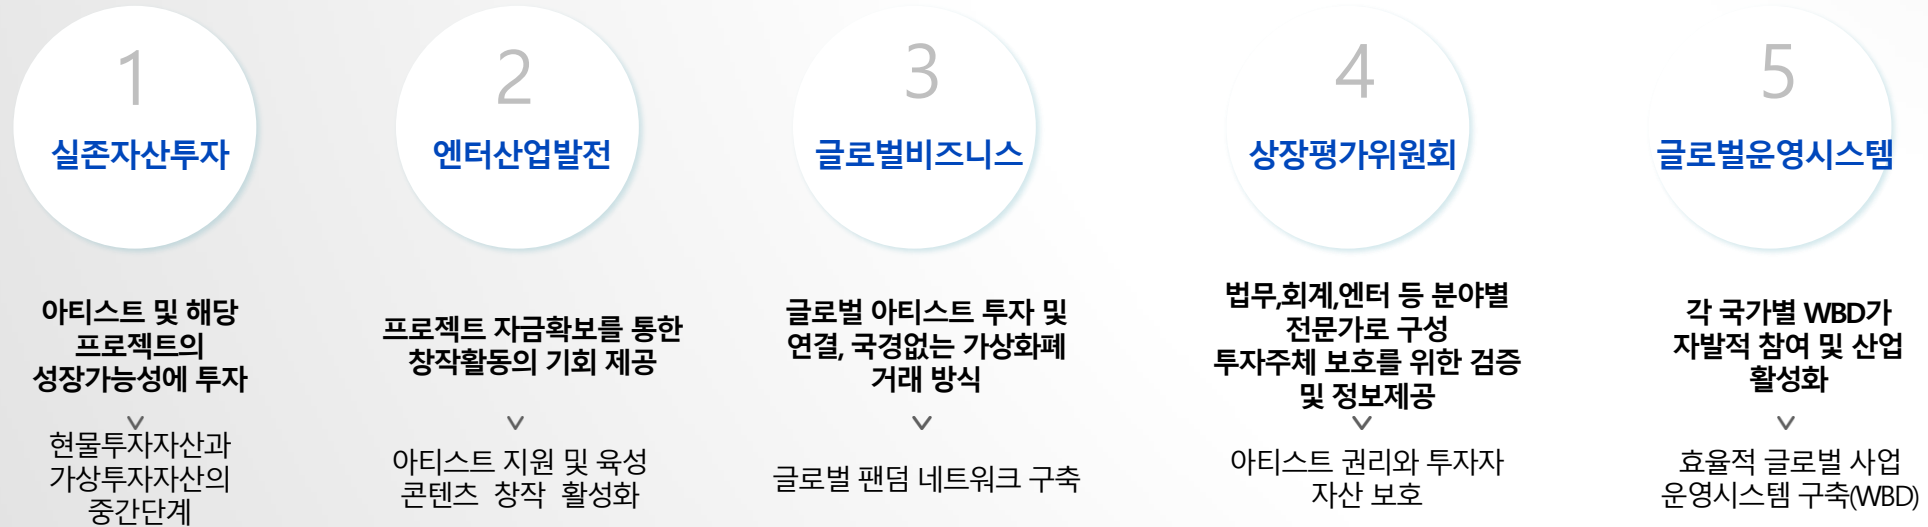 1
실존자산투자
아티스트 및 해당
프로젝트의
성장가능성에 투자
현물투자자산과
가상투자자산의
중간단계
2
엔터산업발전
프로젝트 자금확보를 통한
창작활동의 기회 제공
아티스트 지원 및 육성
콘텐츠 창작 활성화
3
글로벌비즈니스
글로벌 아티스트 투자 및
연결, 국경없는 가상화폐
거래 방식
글로벌 팬덤 네트워크 구축
4
상장평가위원회
법무,회계,엔터 등 분야별
전문가로 구성
투자주체 보호를 위한 검증
및 정보제공
아티스트 권리와 투자자
자산 보호
5
글로벌운영시스템
각 국가별 WBD가
자발적 참여 및 산업
활성화
효율적 글로벌 사업
운영시스템 구축(WBD)